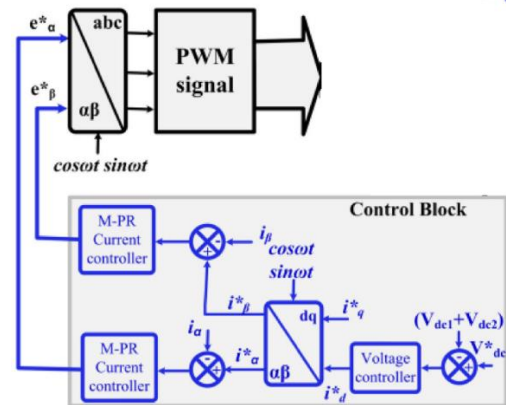 e*α
abc
PWM
signal
e*β
αβ
cosωt sinωt
Control Block
M-PR
Current
controller
iβ
cosωt
sinωt
i*β
dq
i*q
(Vdc1+Vdc2)
M-PR
Current
controller
iα
i*α
αβ
i*d
Voltage
controller
V*dc